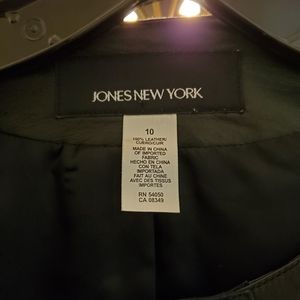 JONES NEW YORK
10
100% LEATHER/
CUERO/CUIR
MADE IN CHINA
OF IMPORTED
FABRIC
HECHO EN CHINA
CON TELA
IMPORTADA
FAIT AU CHINE
AVEC DES TISSUS
IMPORTES
RN 54050
CA 08349